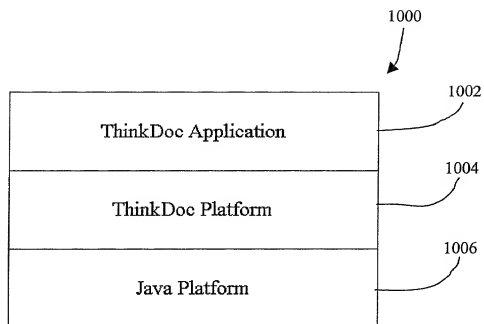 1000
1002
ThinkDoc Application
1004
ThinkDoc Platform
1006
Java Platform